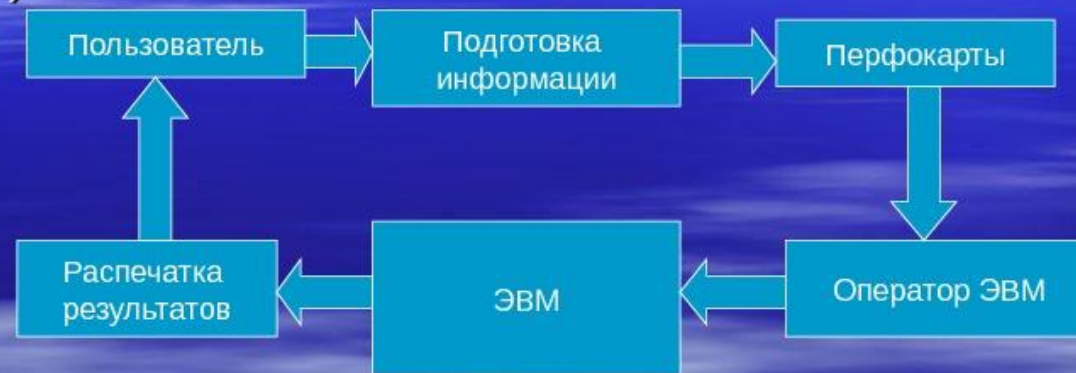 Пользователь
Подготовка
информации
Перфокарты
Оператор ЭВМ
ЭВМ
Распечатка
результатов